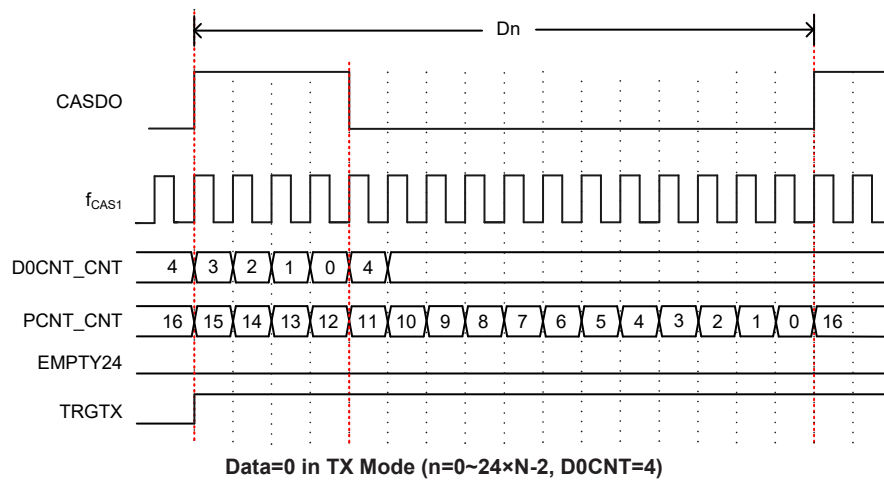 Dn
CASDO
fCAS1
D0CNT_CNT 4 3 2 1 0 4
PCNT_CNT 16 15 14 13 12 11 10 9 8 7 6 5 4 3 2 1 0 16
EMPTY24
TRGTX
Data=0 in TX Mode (n=0~24×N-2, D0CNT=4)